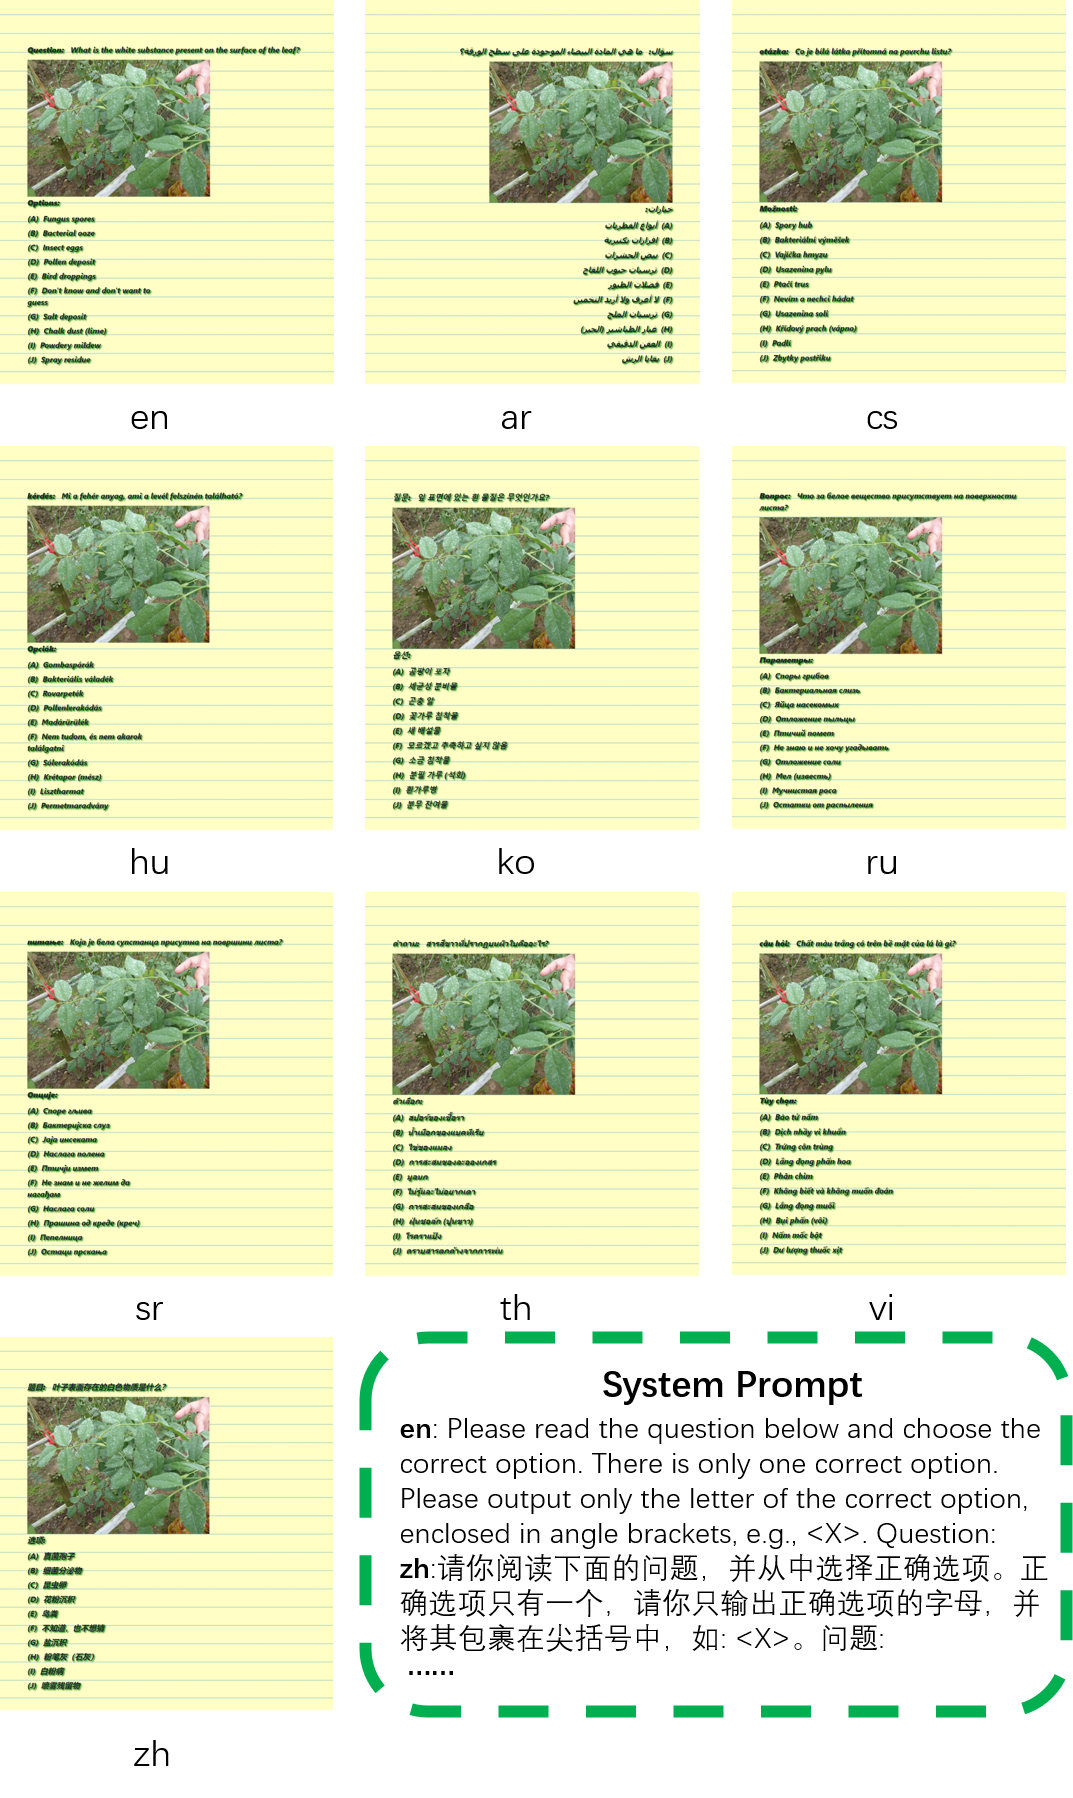 Question: What is the white substance present on the surface of the leaf?
Options:
(A) Fungus spores
(B) Bacterial ooze
(C) Insect eggs
(D) Pollen deposit
(E) Bird droppings
(F) Don't know and don't want to
guess
(G) Salt deposit
(H) Chalk dust (lime)
(I) Powdery mildew
(J) Spray residue
en
سؤال: ما هي المادة البيضاء الموجودة على سطح الورقة؟
خيارات:
(A) أنواع الفطريات
(B) إفرازات بكتيرية
(C) بيض الحشرات
(D) ترسبات حبوب اللقاح
(E) فضلات الطيور
(F) لا أعرف ولا أريد التخمين
(G) ترسبات الملح
(H) غبار الطباشير (الجير)
(I) العفن الدقيقي
(J) بقايا الرش
ar
otázka: Co je bílá látka přítomná na povrchu listu?
Možnosti:
(A) Spory hub
(B) Bakteriální výměšek
(C) Vajíčka hmyzu
(D) Usazenina pylu
(E) Ptačí trus
(F) Nevím a nechci hádat
(G) Usazenina soli
(H) Křídový prach (vápno)
(I) Padlí
(J) Zbytky postřiku
cs
kérdés: Mi a fehér anyag, ami a levél felszínén található?
Opciók:
(A) Gombaspórák
(B) Bakteriális váladék
(C) Rovarpeték
(D) Pollenlerakódás
(E) Madárürülék
(F) Nem tudom, és nem akarok
találgatni
(G) Sólerakódás
(H) Krétapor (mész)
(I) Lisztharmat
(J) Permetmaradvány
hu
질문: 잎 표면에 있는 흰 물질은 무엇인가요?
옵션:
(A) 곰팡이 포자
(B) 세균성 분비물
(C) 곤충 알
(D) 꽃가루 침착물
(E) 새 배설물
(F) 모르겠고 추측하고 싶지 않음
(G) 소금 침착물
(H) 분필 가루 (석회)
(I) 흰가루병
(J) 분무 잔여물
ko
Вопрос: Что за белое вещество присутствует на поверхности
листа?
Параметры:
(A) Споры грибов
(B) Бактериальная слизь
(C) Яйца насекомых
(D) Отложение пыльцы
(E) Птичий помет
(F) Не знаю и не хочу угадывать
(G) Отложение соли
(H) Мел (известь)
(I) Мучнистая роса
(J) Остатки от распыления
ru
питање: Која је бела супстанца присутна на површини листа?
Опције:
(A) Споре гљива
(B) Бактеријска слуз
(C) Јаја инсеката
(D) Наслага полена
(E) Птичји измет
(F) Не знам и не желим да
нагађам
(G) Наслага соли
(H) Прашина од креде (креч)
(I) Пепелница
(J) Остаци прскања
sr
คำถาม: สารสีขาวที่ปรากฏบนผิวใบคืออะไร?
ตัวเลือก:
(A) สปอร์ของเชื้อรา
(B) น้ำเมือกของแบคทีเรีย
(C) ไข่ของแมลง
(D) การสะสมของละอองเกสร
(E) มูลนก
(F) ไม่รู้และไม่อยากเดา
(G) การสะสมของเกลือ
(H) ฝุ่นชอล์ก (ปูนขาว)
(I) โรคราแป้ง
(J) คราบสารตกค้างจากการพ่น
th
câu hỏi: Chất màu trắng có trên bề mặt của lá là gì?
Tùy chọn:
(A) Bào tử nấm
(B) Dịch nhầy vi khuẩn
(C) Trứng côn trùng
(D) Lắng đọng phấn hoa
(E) Phân chim
(F) Không biết và không muốn đoán
(G) Lắng đọng muối
(H) Bụi phấn (vôi)
(I) Nấm mốc bột
(J) Dư lượng thuốc xịt
vi
题目: 叶子表面存在的白色物质是什么?
选项:
(A) 真菌孢子
(B) 细菌分泌物
(C) 昆虫卵
(D) 花粉沉积
(E) 鸟粪
(F) 不知道，也不想猜
(G) 盐沉积
(H) 粉笔灰（石灰）
(I) 白粉病
(J) 喷雾残留物
zh
System Prompt
en: Please read the question below and choose the
correct option. There is only one correct option.
Please output only the letter of the correct option,
enclosed in angle brackets, e.g., <X>. Question:
zh:请你阅读下面的问题，并从中选择正确选项。正
确选项只有一个，请你只输出正确选项的字母，并
将其包裹在尖括号中，如: <X>。问题:
……